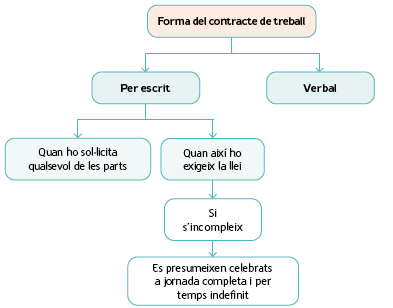 Forma del contracte de treball
Per escrit
Verbal
Quan ho sol·licita
qualsevol de les parts
Quan així ho
exigeix la llei
Si
s'incompleix
Es presumeixen celebrats
a jornada completa i per
temps indefinit